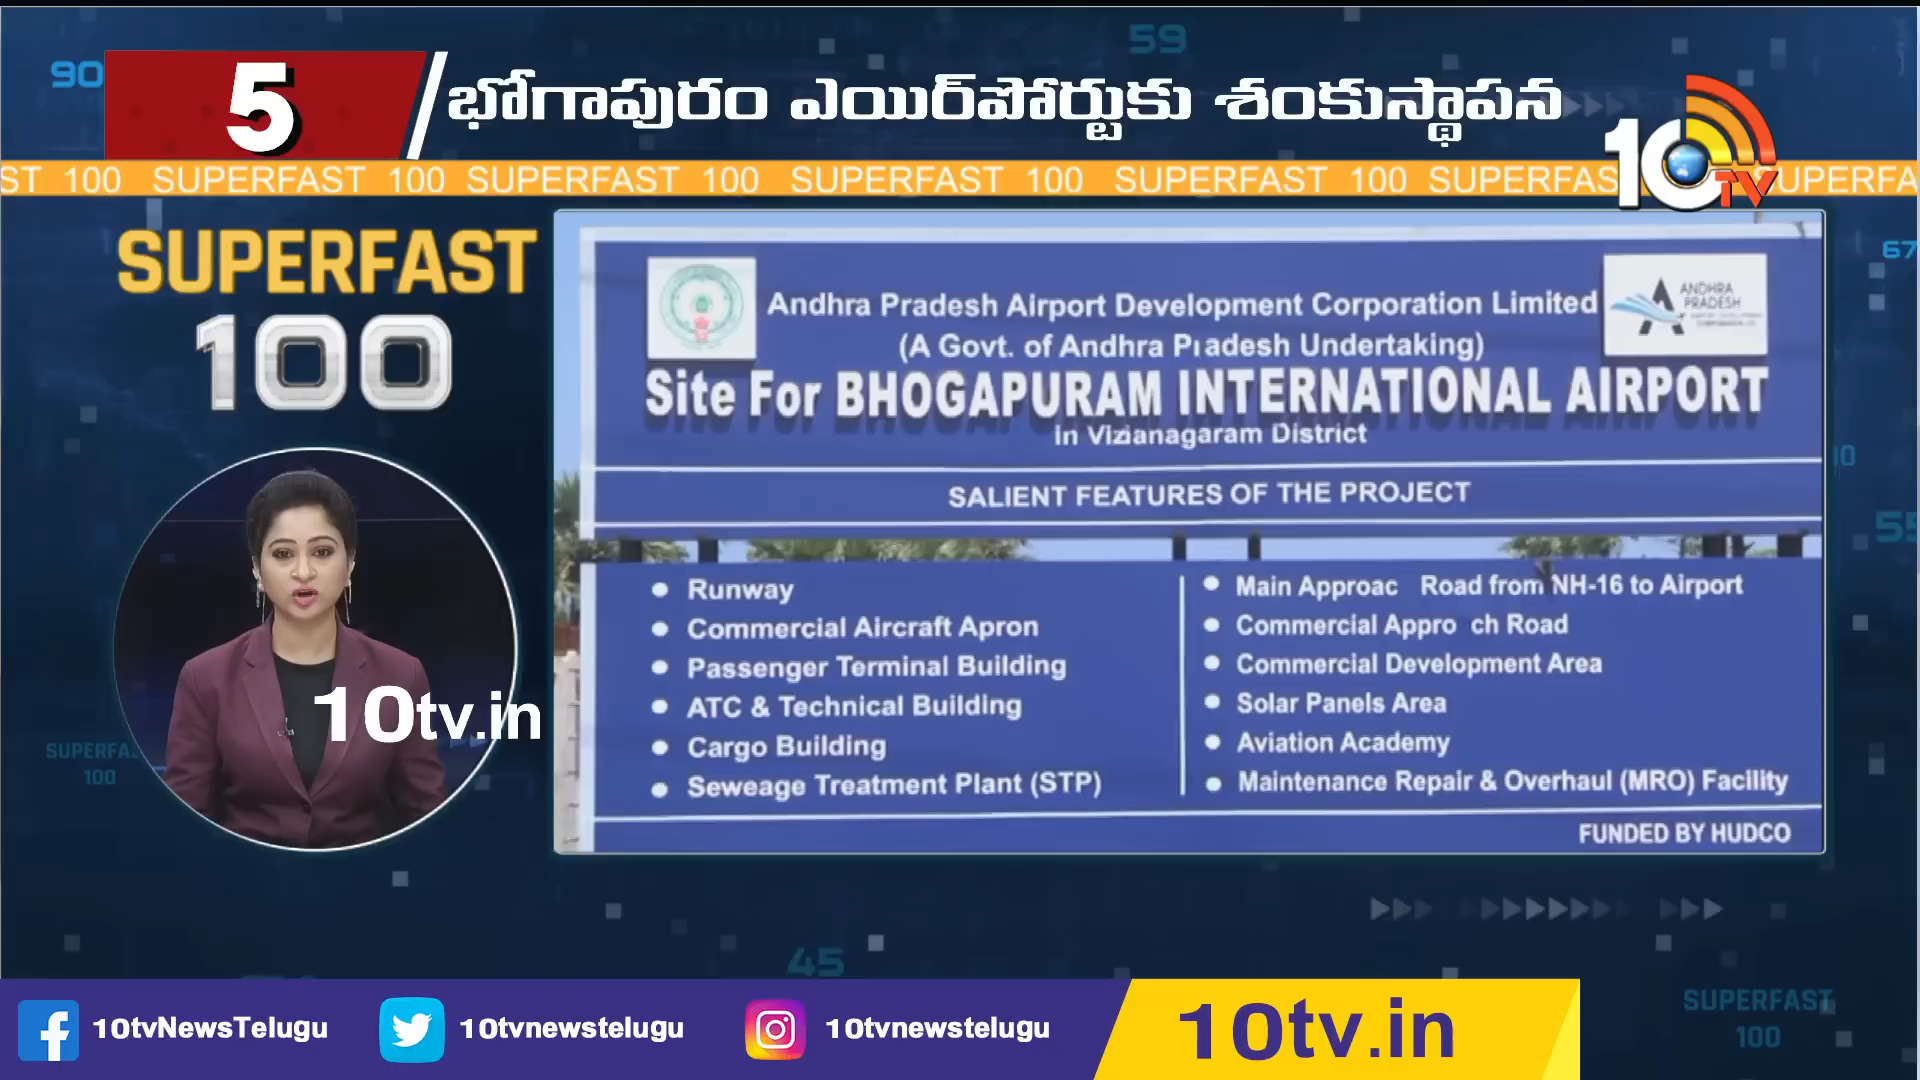 90
59
5
భోగాపురం ఎయిర్‌పోర్టుకు శంకుస్థాపన
10TV
ST 100 SUPERFAST 100 SUPERFAST 100 SUPERFAST 100 SUPERFAST 100 SUPERFAS UPERFA
SUPERFAST
100
67
Andhra Pradesh Airport Development Corporation Limited
ANDHRA
PRADESH
(A Govt. of Andhra Pradesh Undertaking)
Site For BHOGAPURAM INTERNATIONAL AIRPORT
in Vizianagaram District
SALIENT FEATURES OF THE PROJECT
Runway
Commercial Aircraft Apron
Passenger Terminal Building
ATC & Technical Building
Cargo Building
Seweage Treatment Plant (STP)
Main Approac Road from NH-16 to Airport
Commercial Appro ch Road
Commercial Development Area
Solar Panels Area
Aviation Academy
Maintenance Repair & Overhaul (MRO) Facility
FUNDED BY HUDCO
55
10tv.in
SUPERFAS
100
45
SUPERFAST
100
10tvNewsTelugu
10tvnewstelugu
10tvnewstelugu
10tv.in